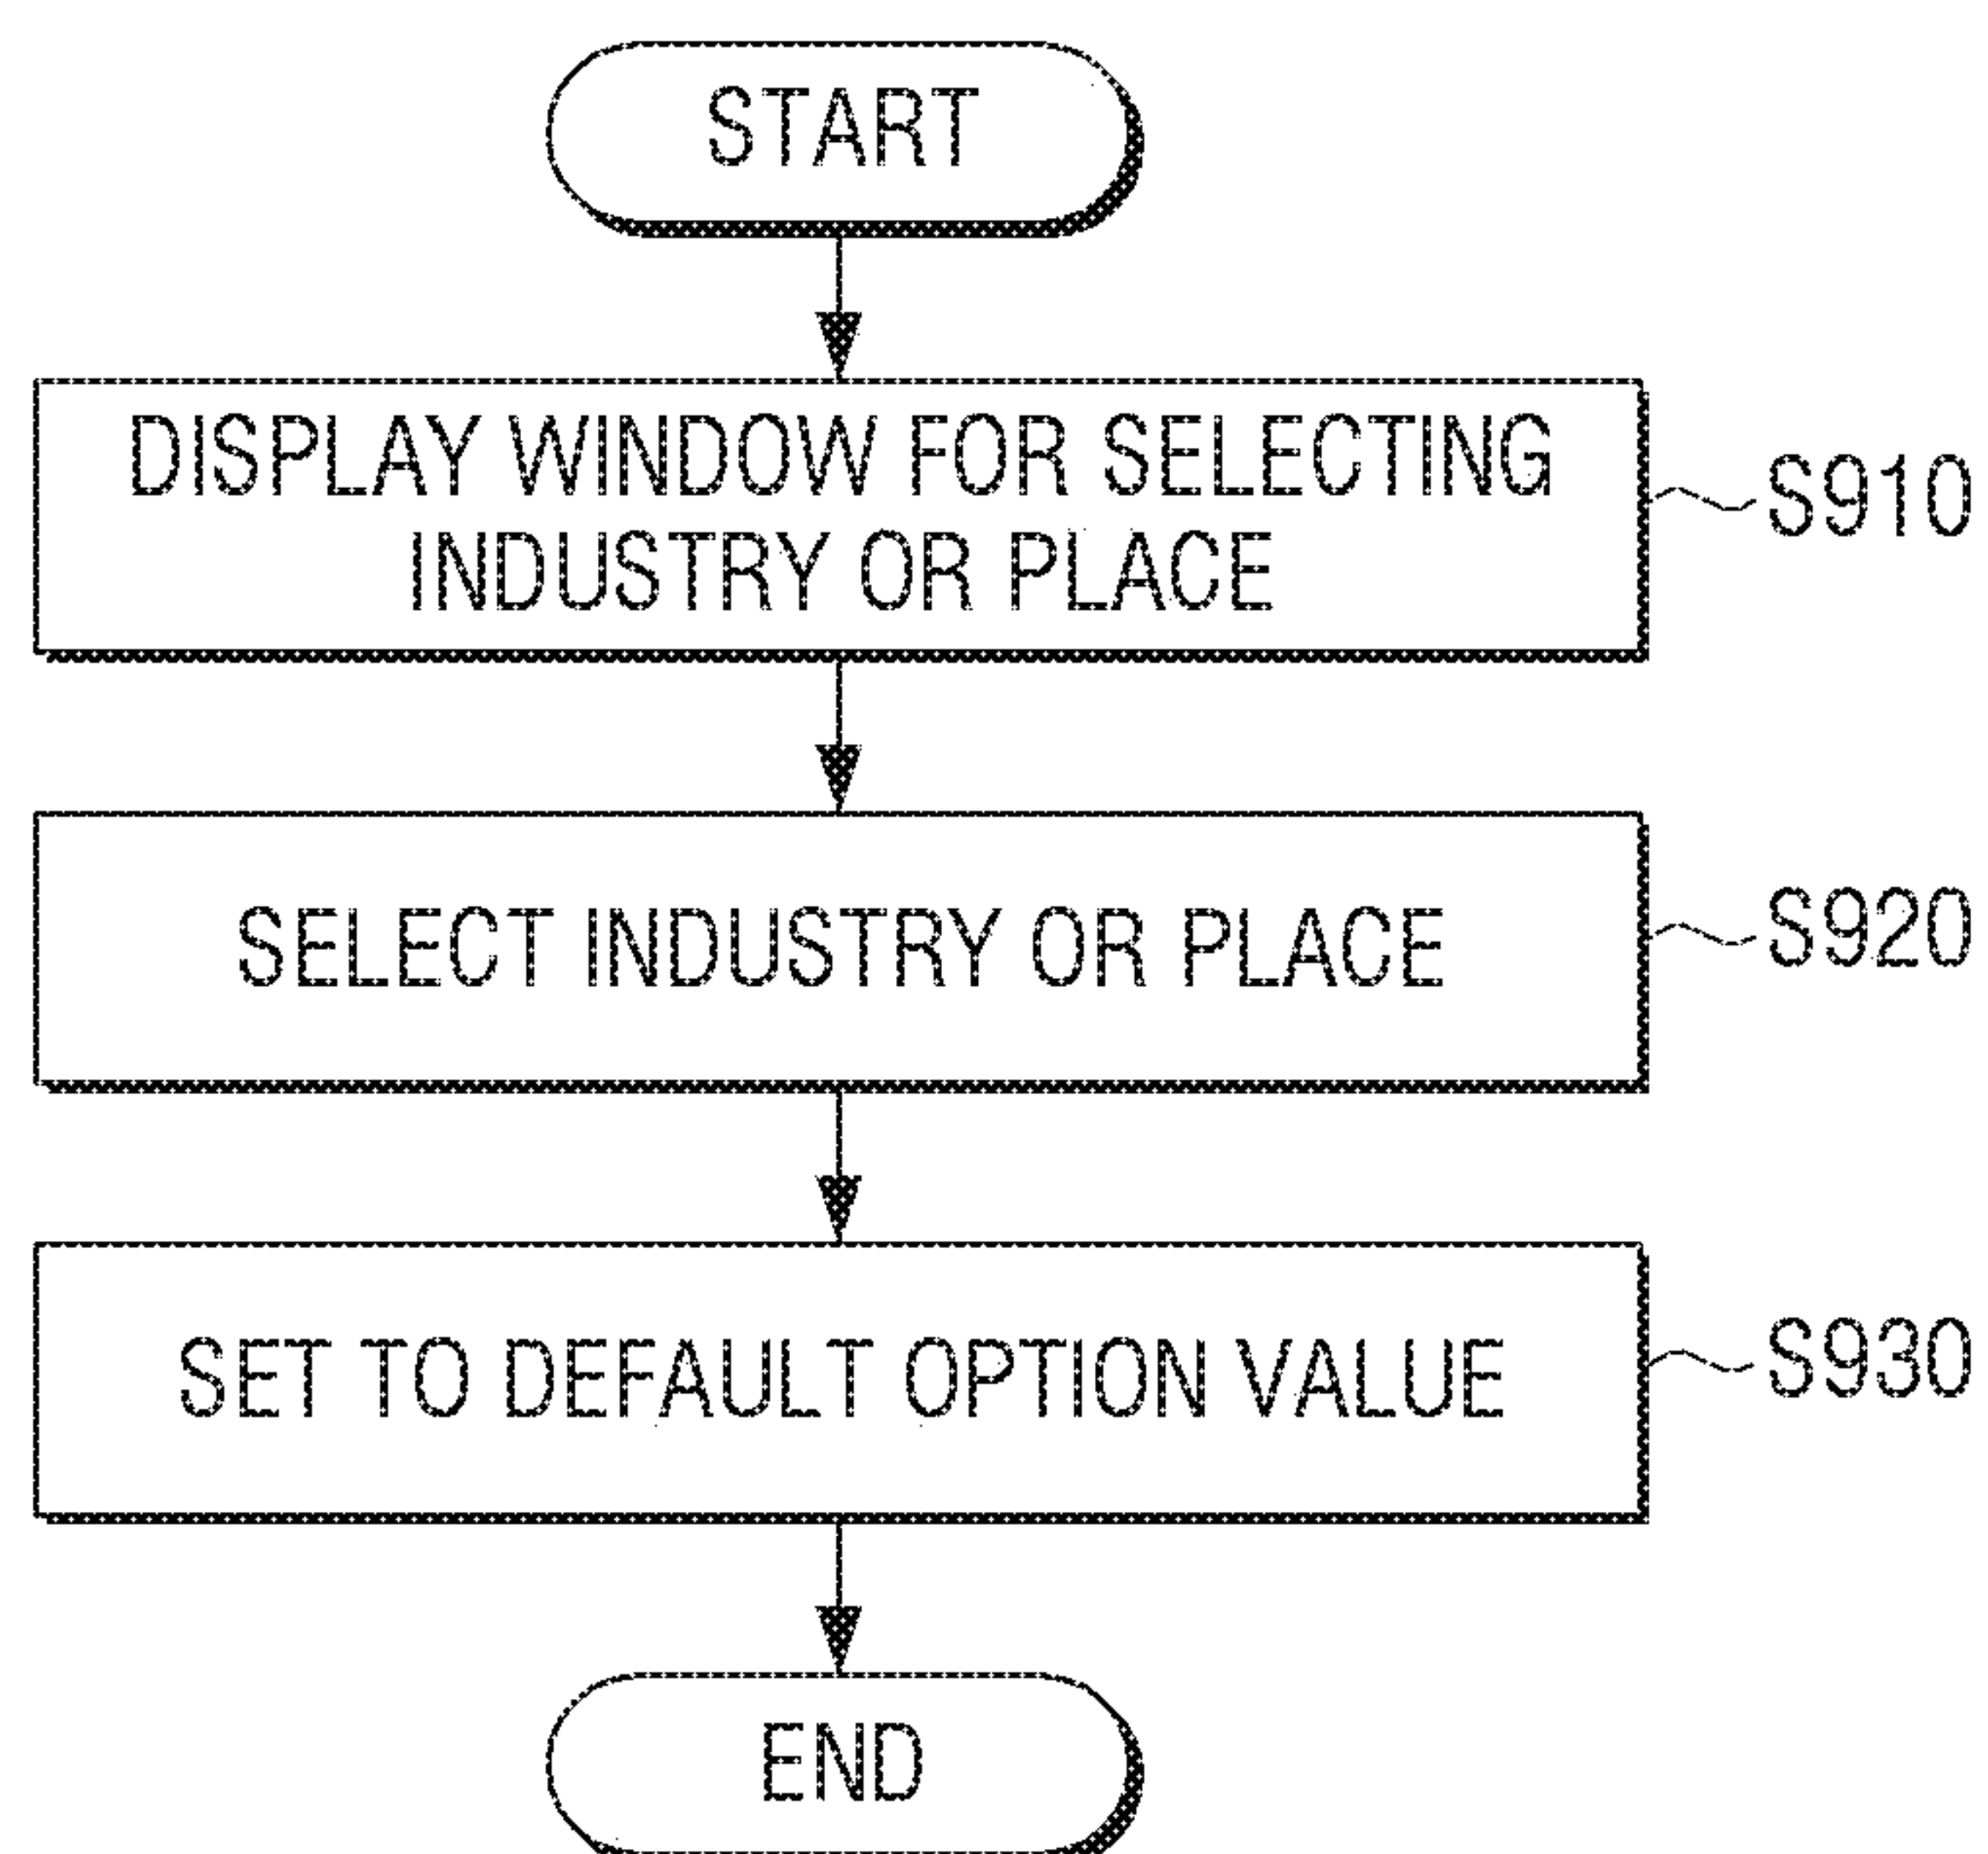 START
DISPLAY WINDOW FOR SELECTING
INDUSTRY OR PLACE
S910
SELECT INDUSTRY OR PLACE
S920
SET TO DEFAULT OPTION VALUE
S930
END